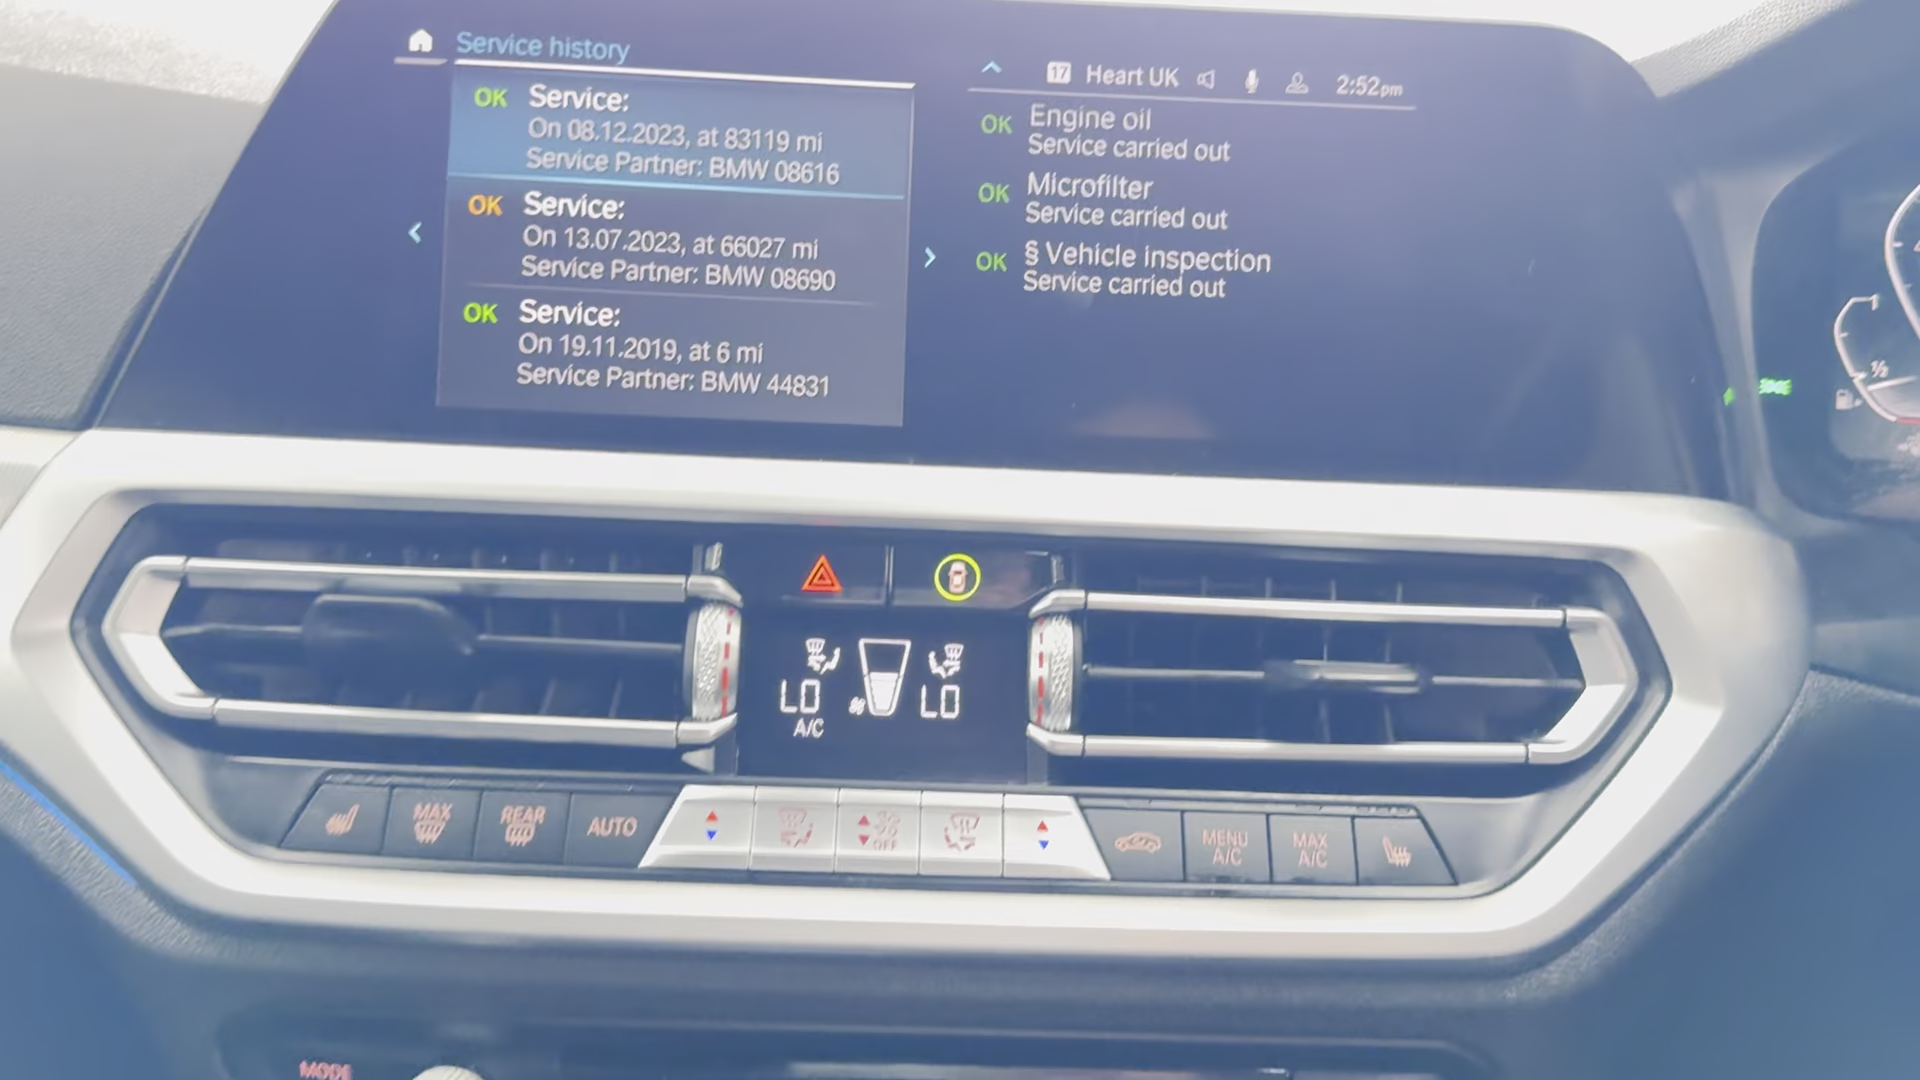 Service history
OK Service:
On 08.12.2023, at 83119 mi
Service Partner: BMW 08616
OK Service:
On 13.07.2023, at 66027 mi
Service Partner: BMW 08690
OK Service:
On 19.11.2019, at 6 mi
Service Partner: BMW 44831
17 Heart UK 2:52pm
OK Engine oil
Service carried out
OK Microfilter
Service carried out
OK § Vehicle inspection
Service carried out
1
½
LO LO
A/C
MAX
REAR
AUTO
OFF
MENU
A/C
MAX
A/C
MODE